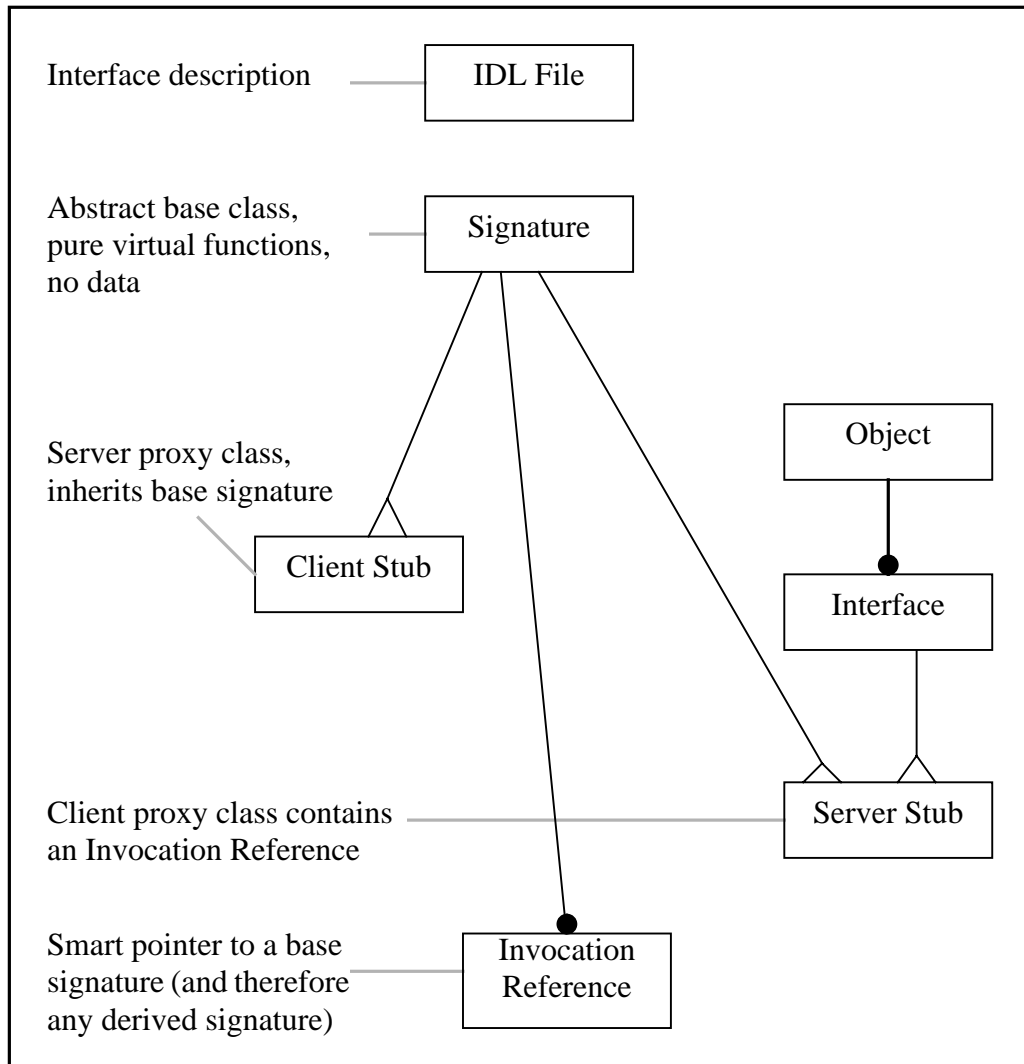 Interface description
IDL File
Abstract base class,
pure virtual functions,
no data
Signature
Object
Server proxy class,
inherits base signature
Client Stub
Interface
Client proxy class contains
an Invocation Reference
Server Stub
Smart pointer to a base
signature (and therefore
any derived signature)
Invocation
Reference